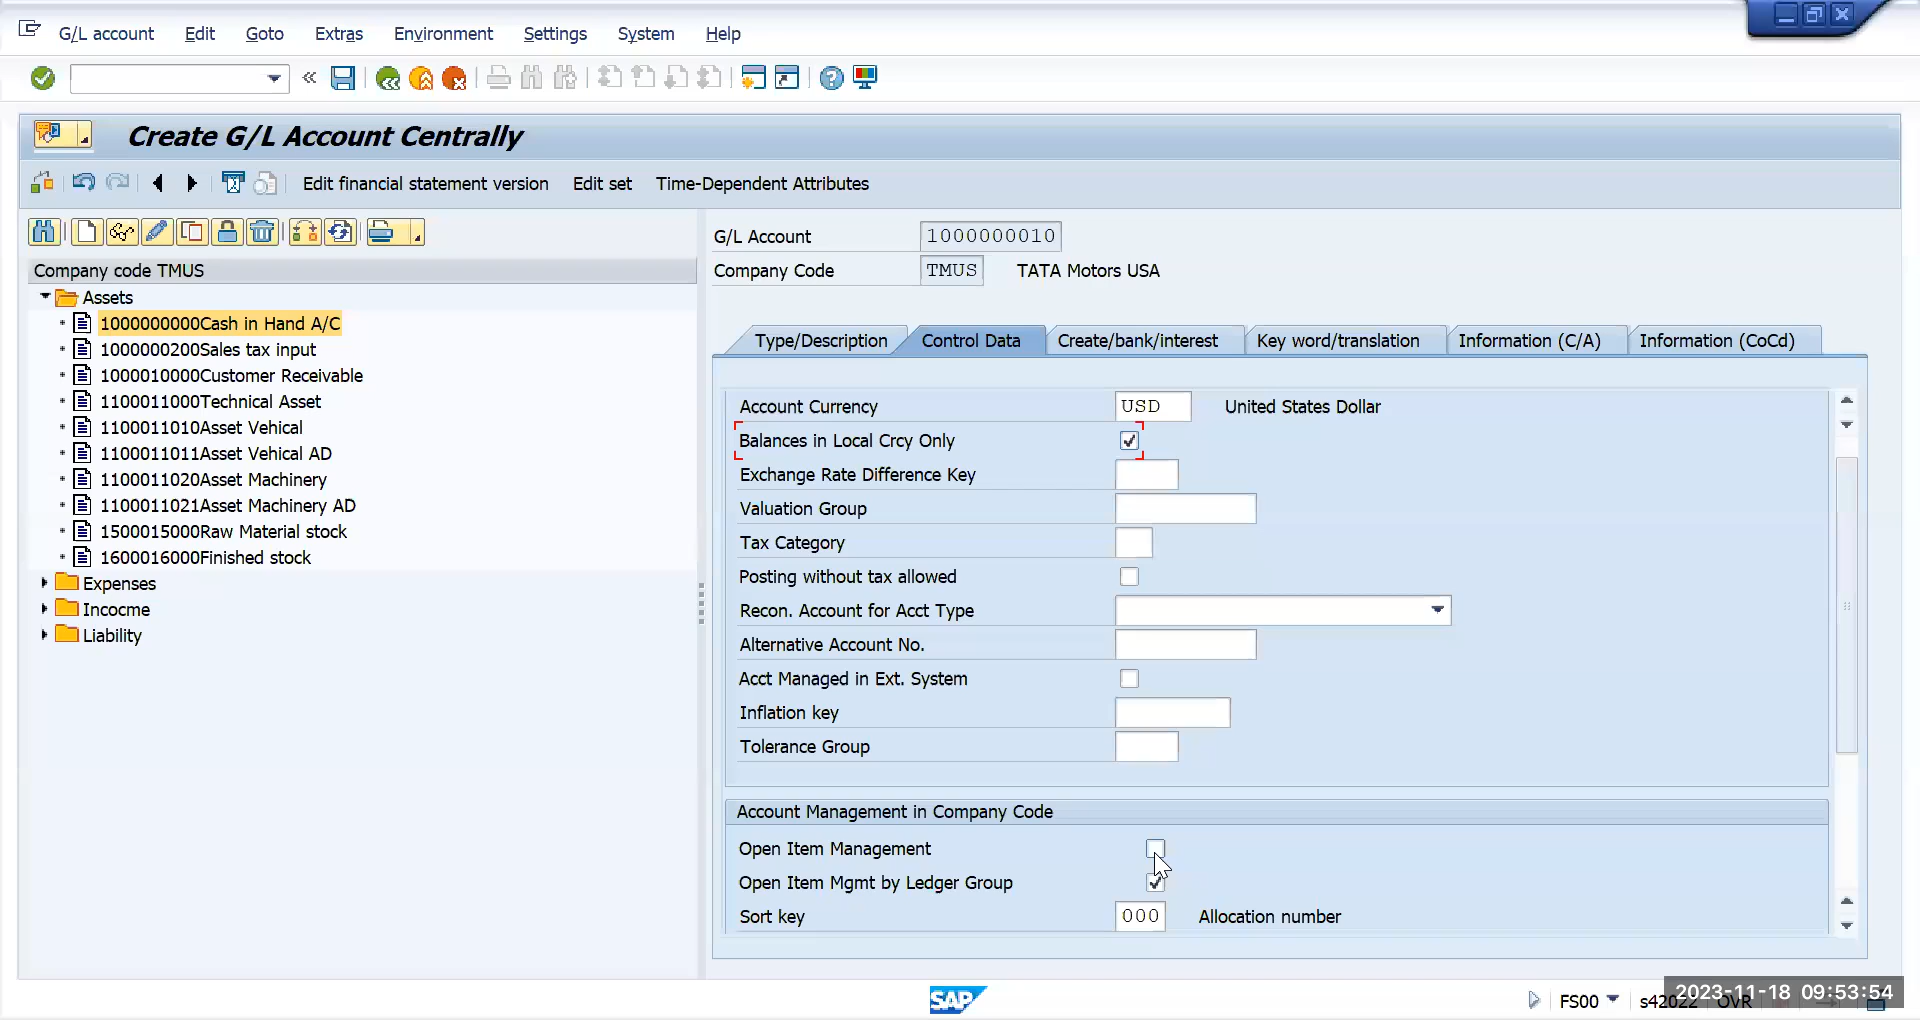 G/L account Edit Goto Extras Environment Settings System Help
Create G/L Account Centrally
Edit financial statement version Edit set Time-Dependent Attributes
Company code TMUS
Assets
1000000000Cash in Hand A/C
1000000200Sales tax input
1000010000Customer Receivable
1100011000Technical Asset
1100011010Asset Vehical
1100011011Asset Vehical AD
1100011020Asset Machinery
1100011021Asset Machinery AD
1500015000Raw Material stock
1600016000Finished stock
Expenses
Incocme
Liability
G/L Account 1000000010
Company Code TMUS TATA Motors USA
Type/Description Control Data Create/bank/interest Key word/translation Information (C/A) Information (CoCd)
Account Currency USD United States Dollar
Balances in Local Crcy Only
Exchange Rate Difference Key
Valuation Group
Tax Category
Posting without tax allowed
Recon. Account for Acct Type
Alternative Account No.
Acct Managed in Ext. System
Inflation key
Tolerance Group
Account Management in Company Code
Open Item Management
Open Item Mgmt by Ledger Group
Sort key 000 Allocation number
SAP FS00 s42022 OVR
2023-11-18 09:53:54